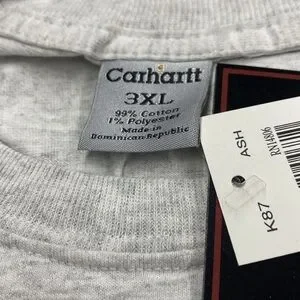 Carhartt
3XL
99% Cotton
1% Polyester
Made in
Dominican Republic
ASH
K87
RN14806